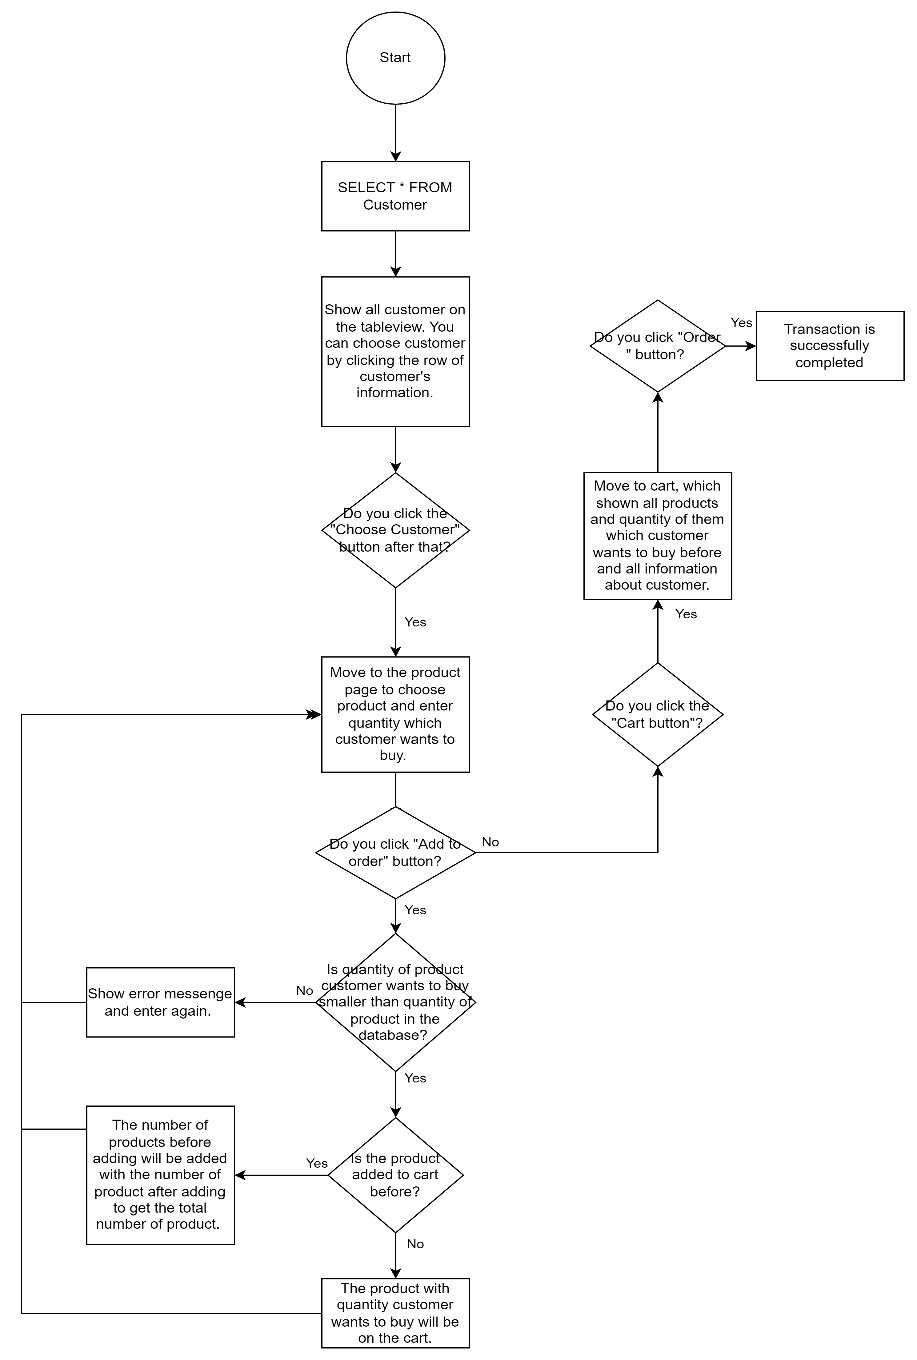 Start
SELECT * FROM
Customer
Show all customer on
the tableview. You
can choose customer
by clicking the row of
customer's
information.
Do you click the
"Choose Customer"
button after that?
Yes
Move to the product
page to choose
product and enter
quantity which
customer wants to
buy.
Do you click "Add to
order" button?
No
Yes
Is quantity of product
customer wants to buy
smaller than quantity of
product in the
database?
No
Show error messenge
and enter again.
Yes
Is the product
added to cart
before?
Yes
The number of
products before
adding will be added
with the number of
product after adding
to get the total
number of product.
No
The product with
quantity customer
wants to buy will be
on the cart.
Do you click the
"Cart button"?
Yes
Move to cart, which
shown all products
and quantity of them
which customer
wants to buy before
and all information
about customer.
Do you click "Order
" button?
Yes
Transaction is
successfully
completed